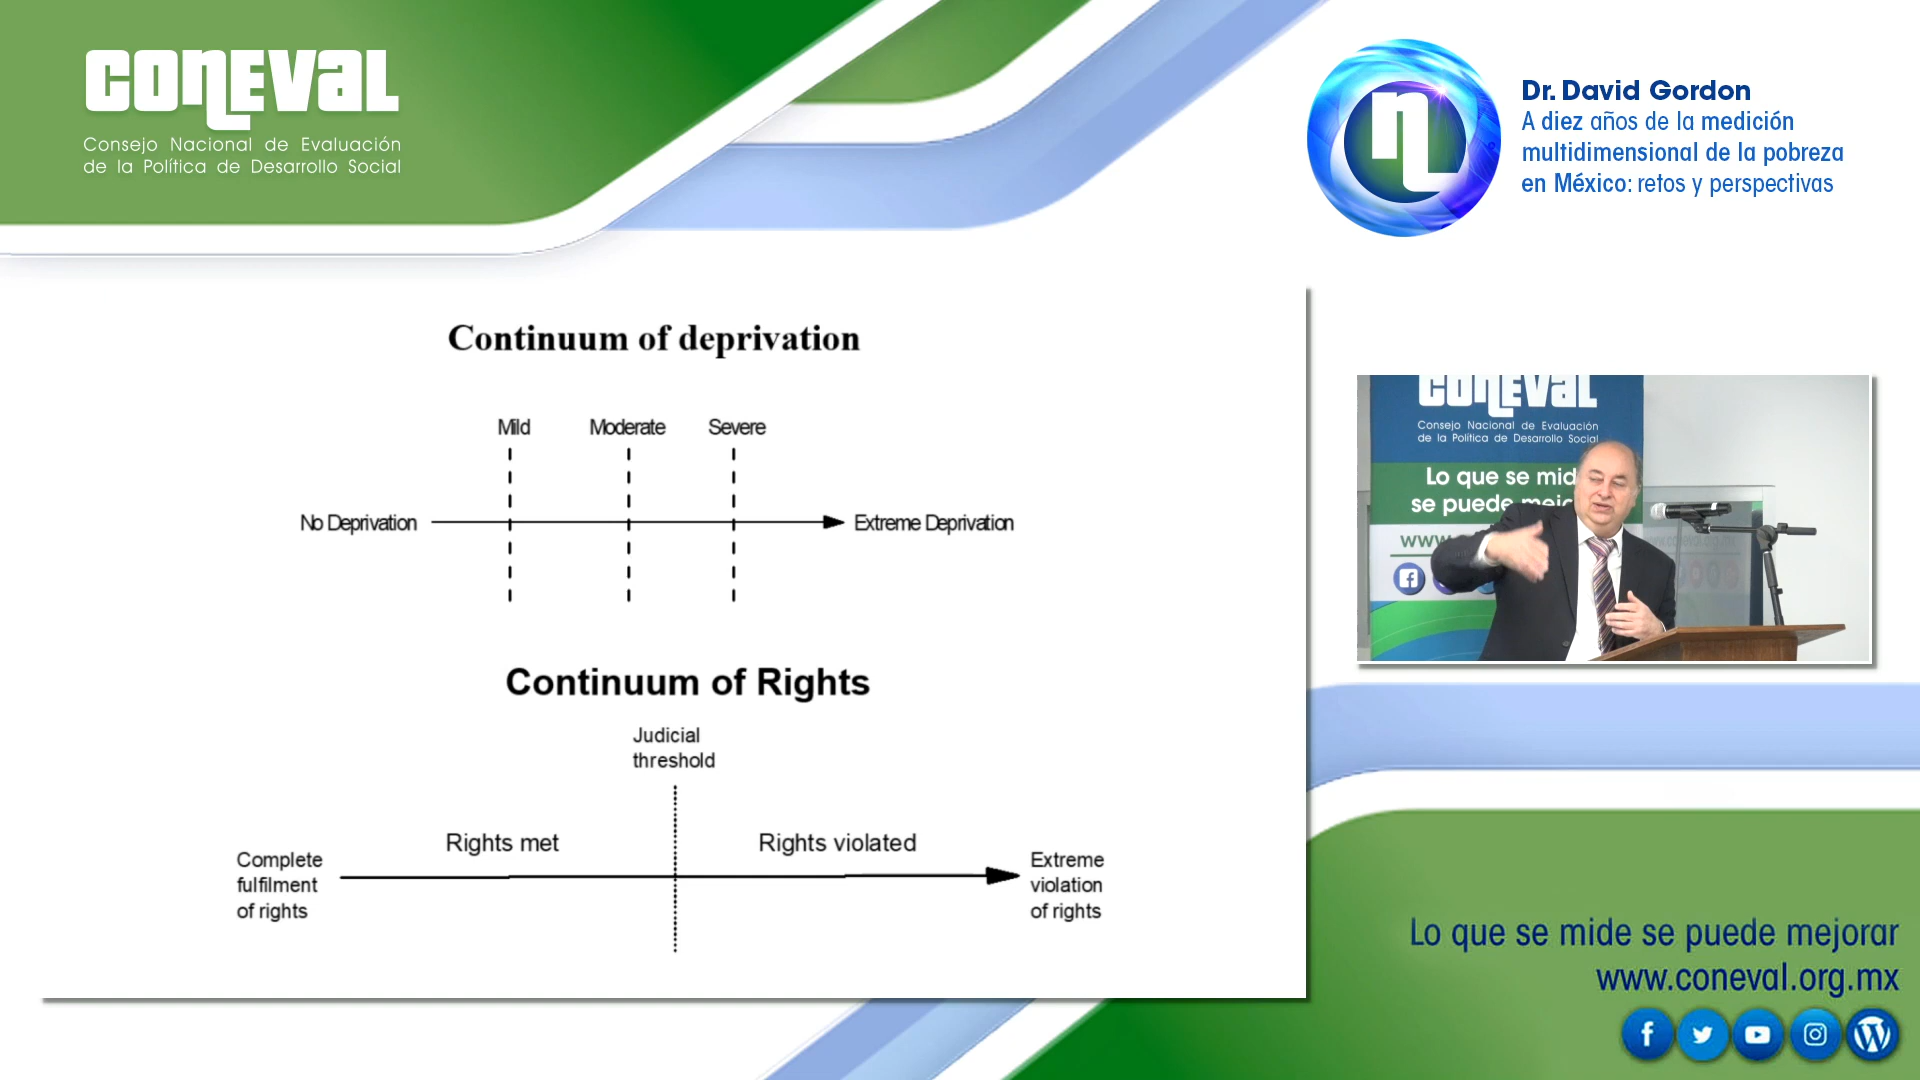 CONEVAL
Consejo Nacional de Evaluación
de la Política de Desarrollo Social
Dr. David Gordon
A diez años de la medición
multidimensional de la pobreza
en México: retos y perspectivas
Continuum of deprivation
Mild Moderate Severe
No Deprivation Extreme Deprivation
Continuum of Rights
Judicial
threshold
Rights met Rights violated
Complete
fulfilment
of rights
Extreme
violation
of rights
CONEVAL
Consejo Nacional de Evaluación
de la Política de Desarrollo Social
Lo que se mid
se puede
www.
Lo que se mide se puede mejorar
www.coneval.org.mx